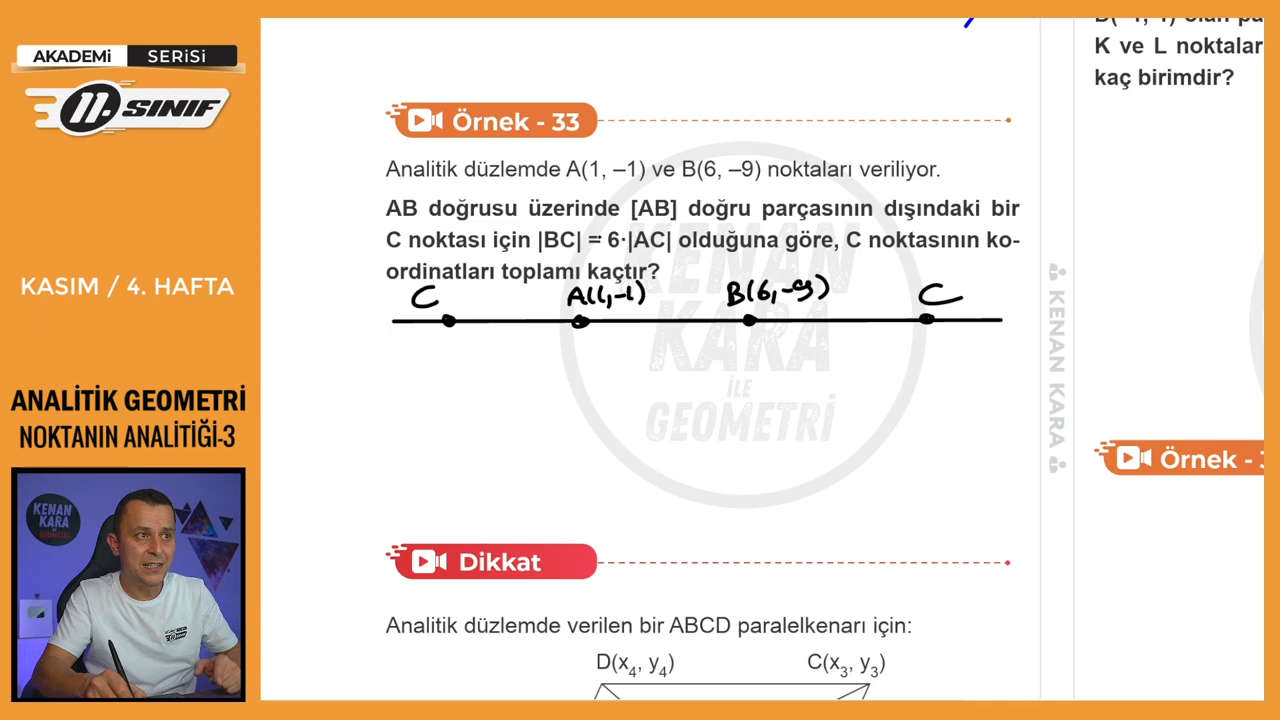 AKADEMİ SERİSİ
11. SINIF
KASIM / 4. HAFTA
ANALİTİK GEOMETRİ
NOKTANIN ANALİTİĞİ-3
KENAN
KARA
İLE
GEOMETRİ
Örnek - 33
Analitik düzlemde A(1, –1) ve B(6, –9) noktaları veriliyor.
AB doğrusu üzerinde [AB] doğru parçasının dışındaki bir
C noktası için |BC| = 6·|AC| olduğuna göre, C noktasının ko-
ordinatları toplamı kaçtır?
C A(1,-1) B(6,-9) C
KENAN
KARA
İLE
GEOMETRİ
Dikkat
Analitik düzlemde verilen bir ABCD paralelkenarı için:
D(x₄, y₄) C(x₃, y₃)
KENAN KARA
K ve L noktalar
kaç birimdir?
Örnek -